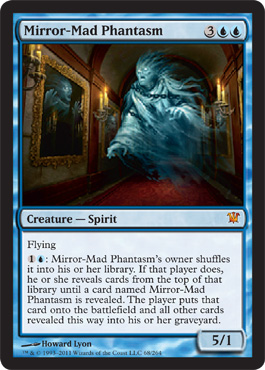 Mirror-Mad Phantasm 3
Creature — Spirit
Flying
1: Mirror-Mad Phantasm's owner shuffles
it into his or her library. If that player does,
he or she reveals cards from the top of that
library until a card named Mirror-Mad
Phantasm is revealed. The player puts that
card onto the battlefield and all other cards
revealed this way into his or her graveyard.
Howard Lyon
™ & © 1993–2011 Wizards of the Coast LLC 68/264
5/1